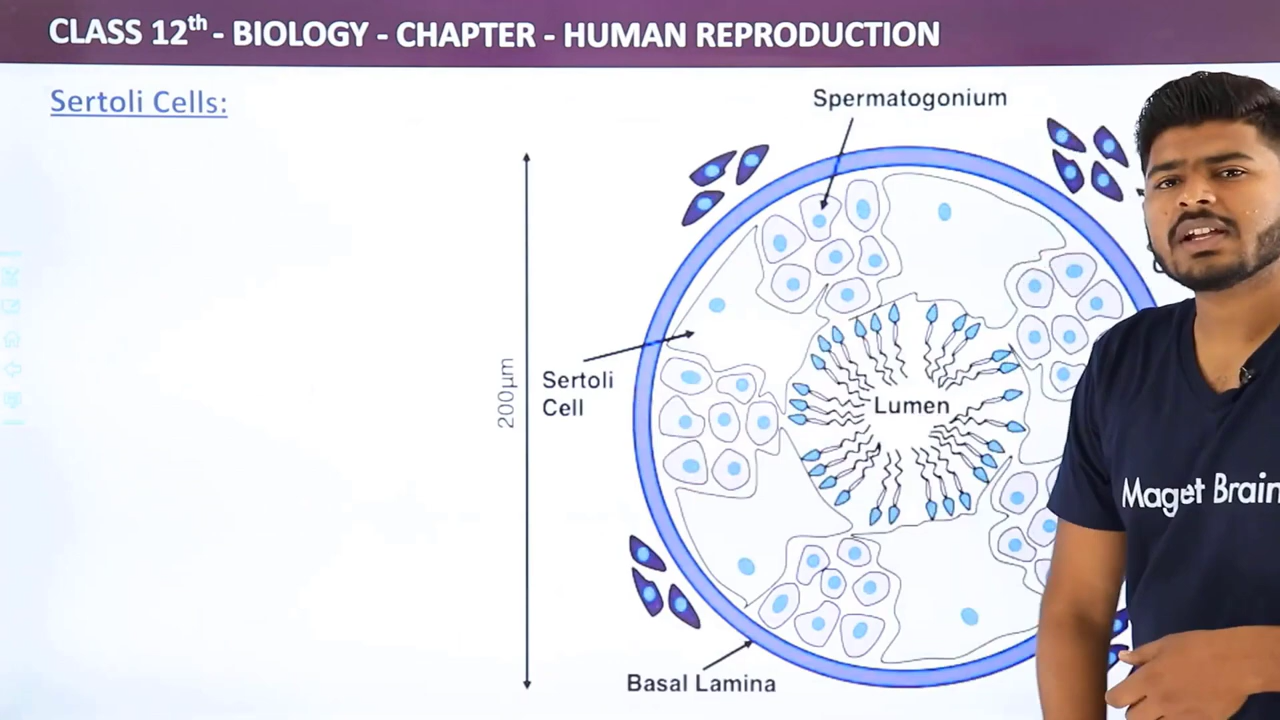 CLASS 12th - BIOLOGY - CHAPTER - HUMAN REPRODUCTION
Sertoli Cells:
Spermatogonium
200µm
Sertoli
Cell
Lumen
Basal Lamina
Maget Brain